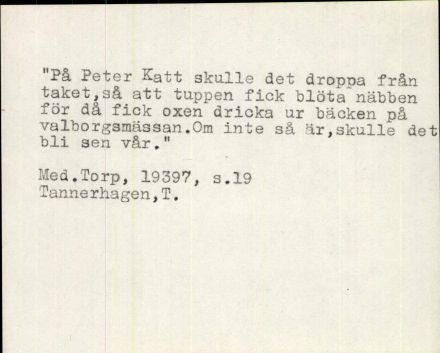 "På Peter Katt skulle det droppa från
taket,så att tuppen fick blöta näbben
för då fick oxen dricka ur bäcken på
valborgsmässan.Om inte så är,skulle det
bli sen vår."
Med.Torp, 19397, s.19
Tannerhagen,T.